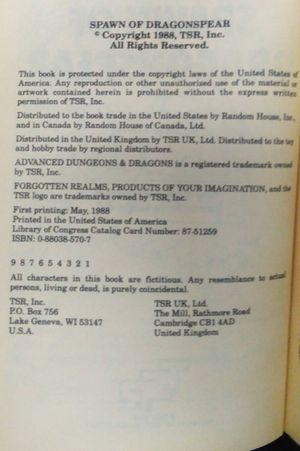 SPAWN OF DRAGONSPEAR
© Copyright 1988, TSR, Inc.
All Rights Reserved.
This book is protected under the copyright laws of the United States of
America. Any reproduction or other unauthorized use of the material or
artwork contained herein is prohibited without the express written
permission of TSR, Inc.
Distributed to the book trade in the United States by Random House, Inc.
and in Canada by Random House of Canada, Ltd.
Distributed in the United Kingdom by TSR UK, Ltd. Distributed to the toy
and hobby trade by regional distributors.
ADVANCED DUNGEONS & DRAGONS is a registered trademark owned
by TSR, Inc.
FORGOTTEN REALMS, PRODUCTS OF YOUR IMAGINATION, and the
TSR logo are trademarks owned by TSR, Inc.
First printing: May, 1988
Printed in the United States of America
Library of Congress Catalog Card Number: 87-51259
ISBN: 0-88038-570-7
9 8 7 6 5 4 3 2 1
All characters in this book are fictitious. Any resemblance to actual
persons, living or dead, is purely coincidental.
TSR, Inc.
P.O. Box 756
Lake Geneva, WI 53147
U.S.A.
TSR UK, Ltd.
The Mill, Rathmore Road
Cambridge CB1 4AD
United Kingdom